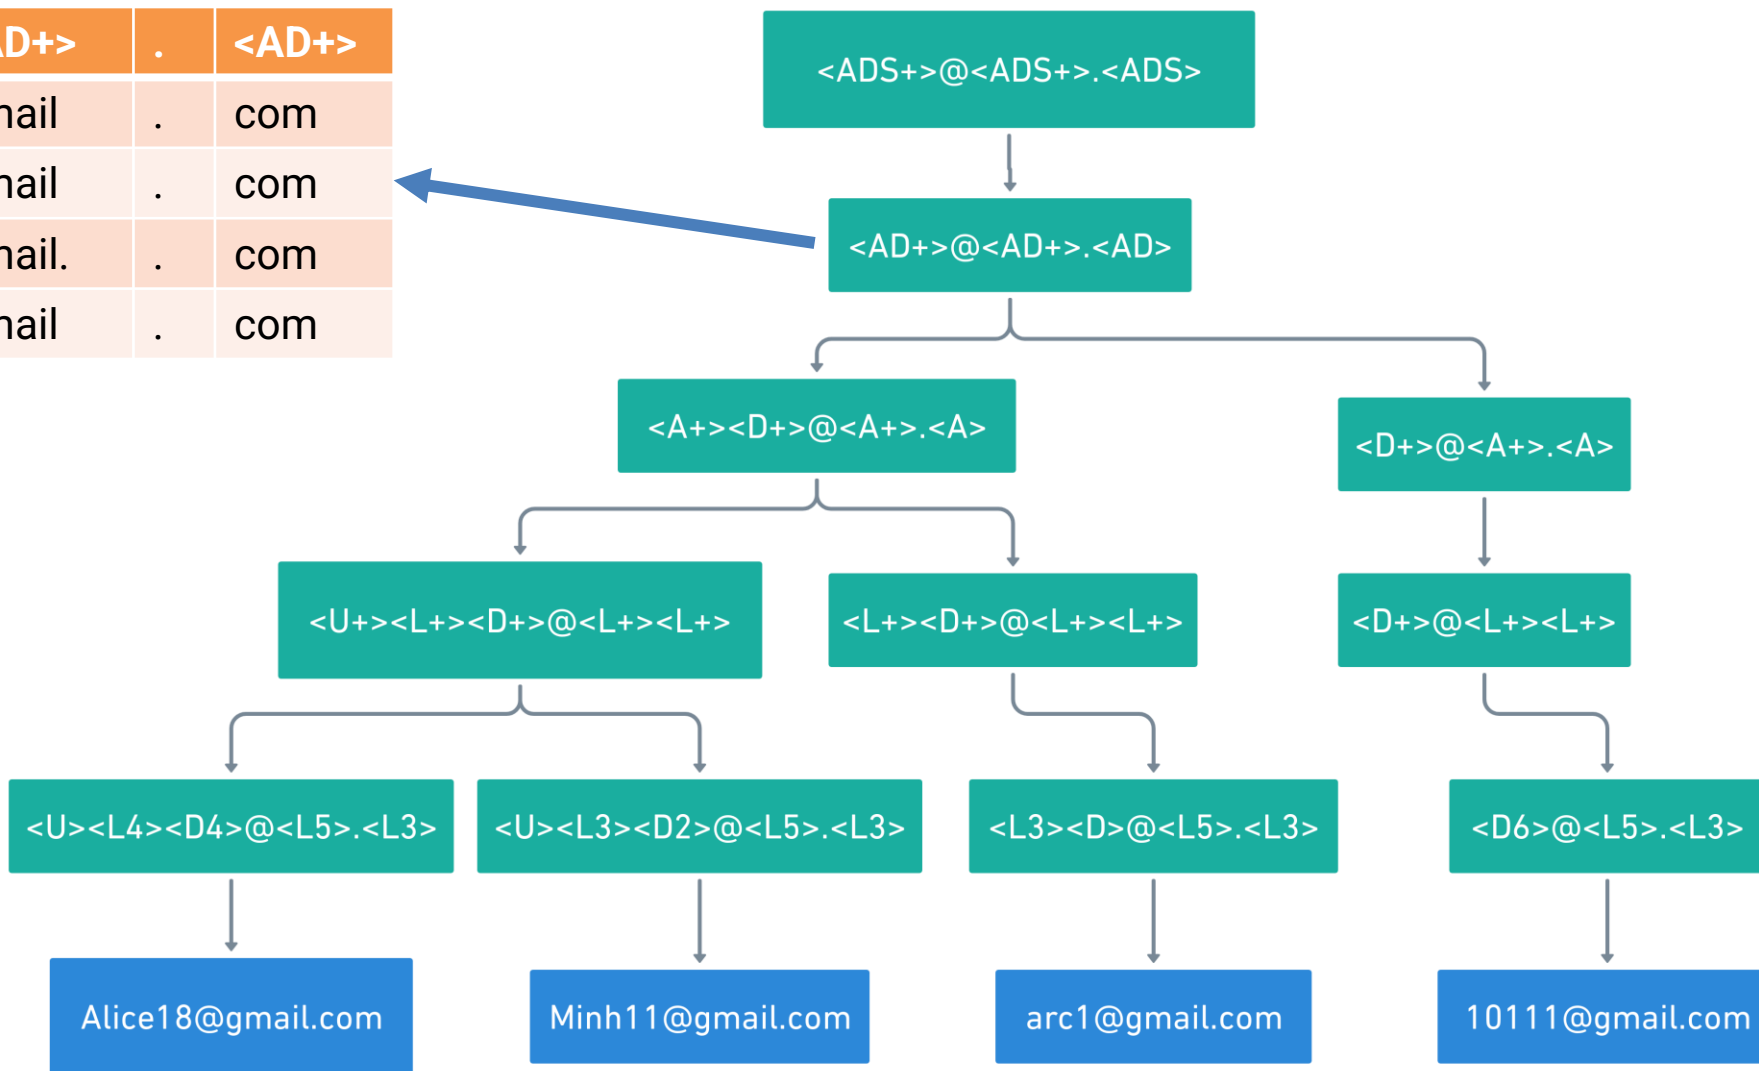 AD+> . <AD+>
nail . com
nail . com
nail. . com
nail . com
<ADS+>@<ADS+>.<ADS>
<AD+>@<AD+>.<AD>
<A+><D+>@<A+>.<A>
<D+>@<A+>.<A>
<U+><L+><D+>@<L+><L+>
<L+><D+>@<L+><L+>
<D+>@<L+><L+>
<U><L4><D4>@<L5>.<L3>
<U><L3><D2>@<L5>.<L3>
<L3><D>@<L5>.<L3>
<D6>@<L5>.<L3>
Alice18@gmail.com
Minh11@gmail.com
arc1@gmail.com
10111@gmail.com